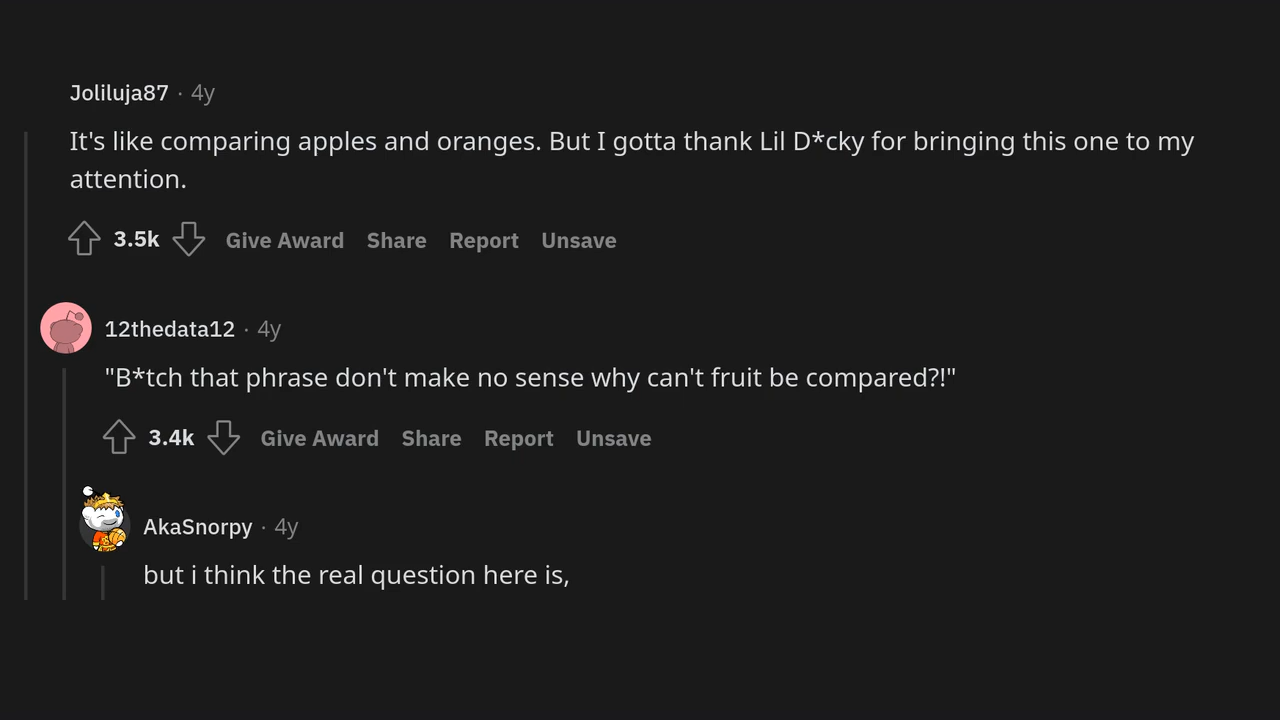 Joliluja87 · 4y
It's like comparing apples and oranges. But I gotta thank Lil D*cky for bringing this one to my
attention.
3.5k Give Award Share Report Unsave
12thedata12 · 4y
"B*tch that phrase don't make no sense why can't fruit be compared?!"
3.4k Give Award Share Report Unsave
AkaSnorpy · 4y
but i think the real question here is,